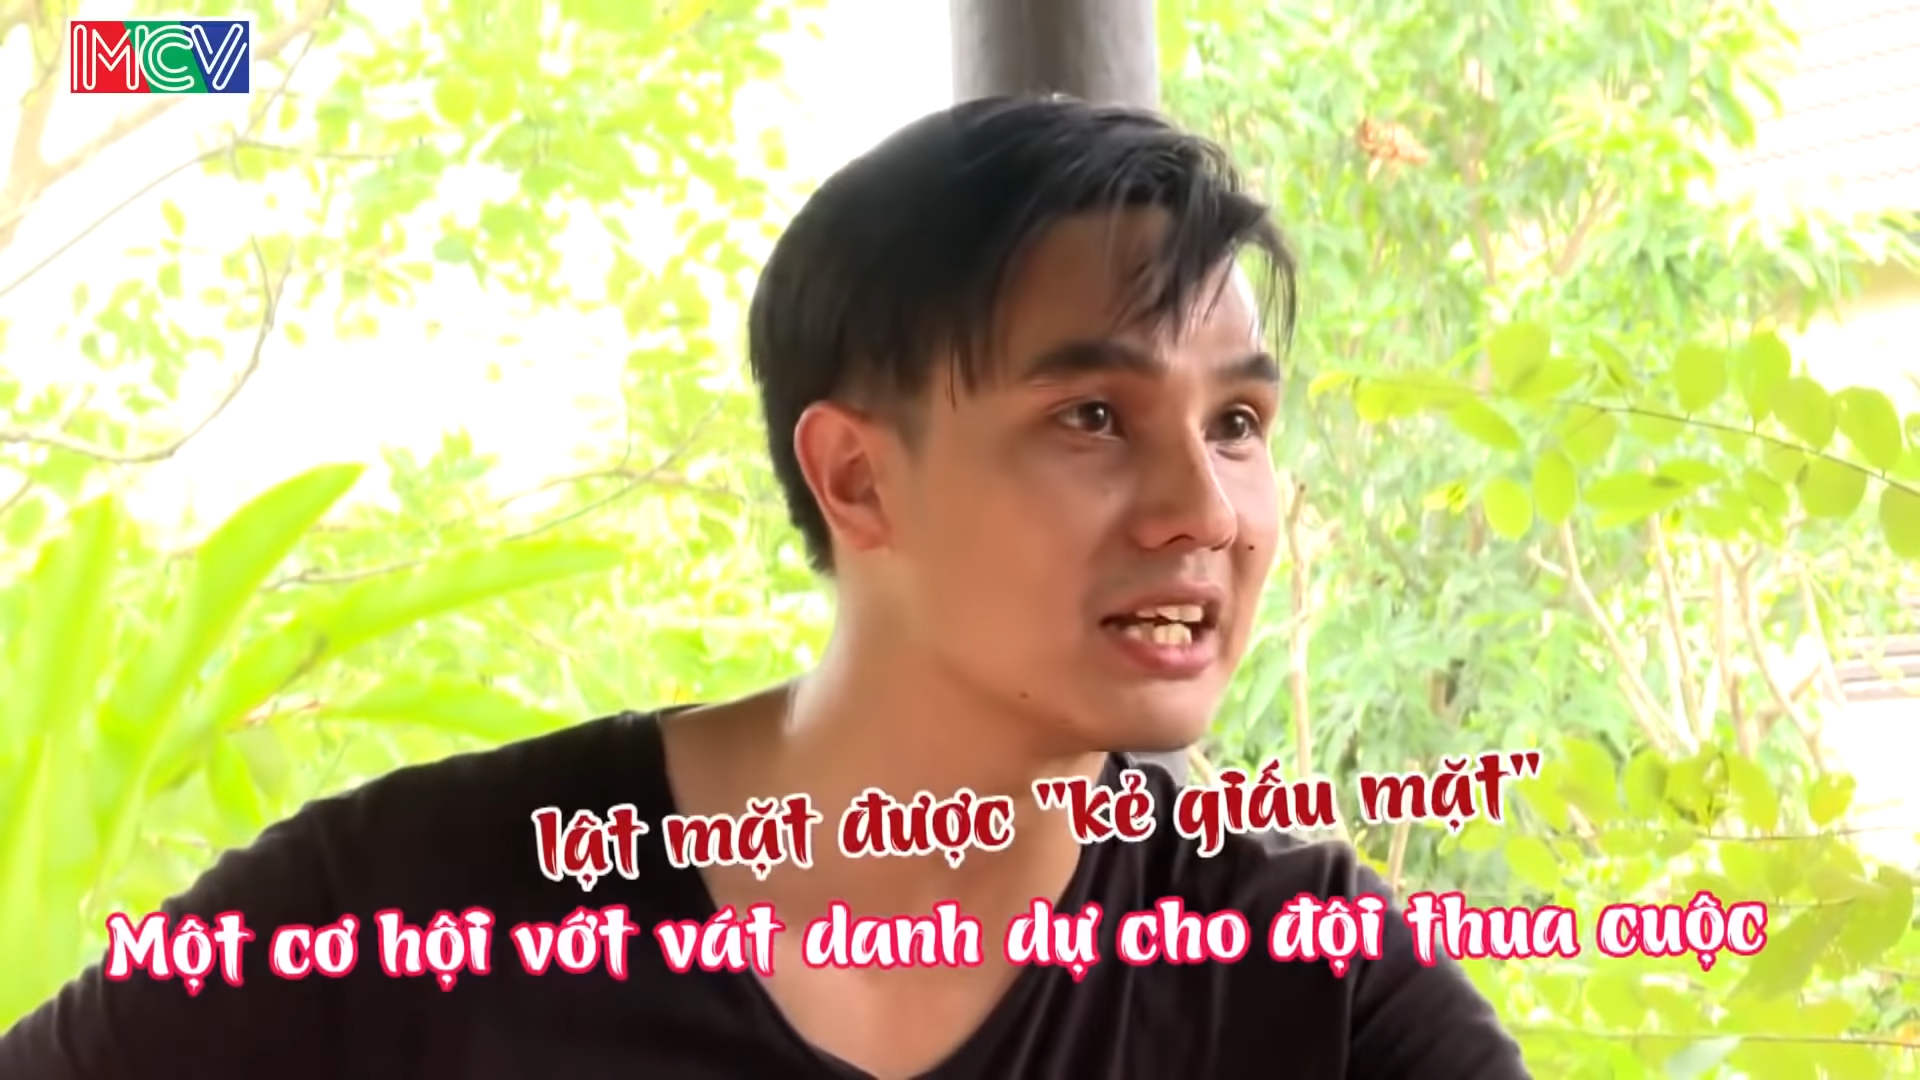 MCV
lật mặt được "kẻ giấu mặt"
Một cơ hội vớt vát danh dự cho đội thua cuộc